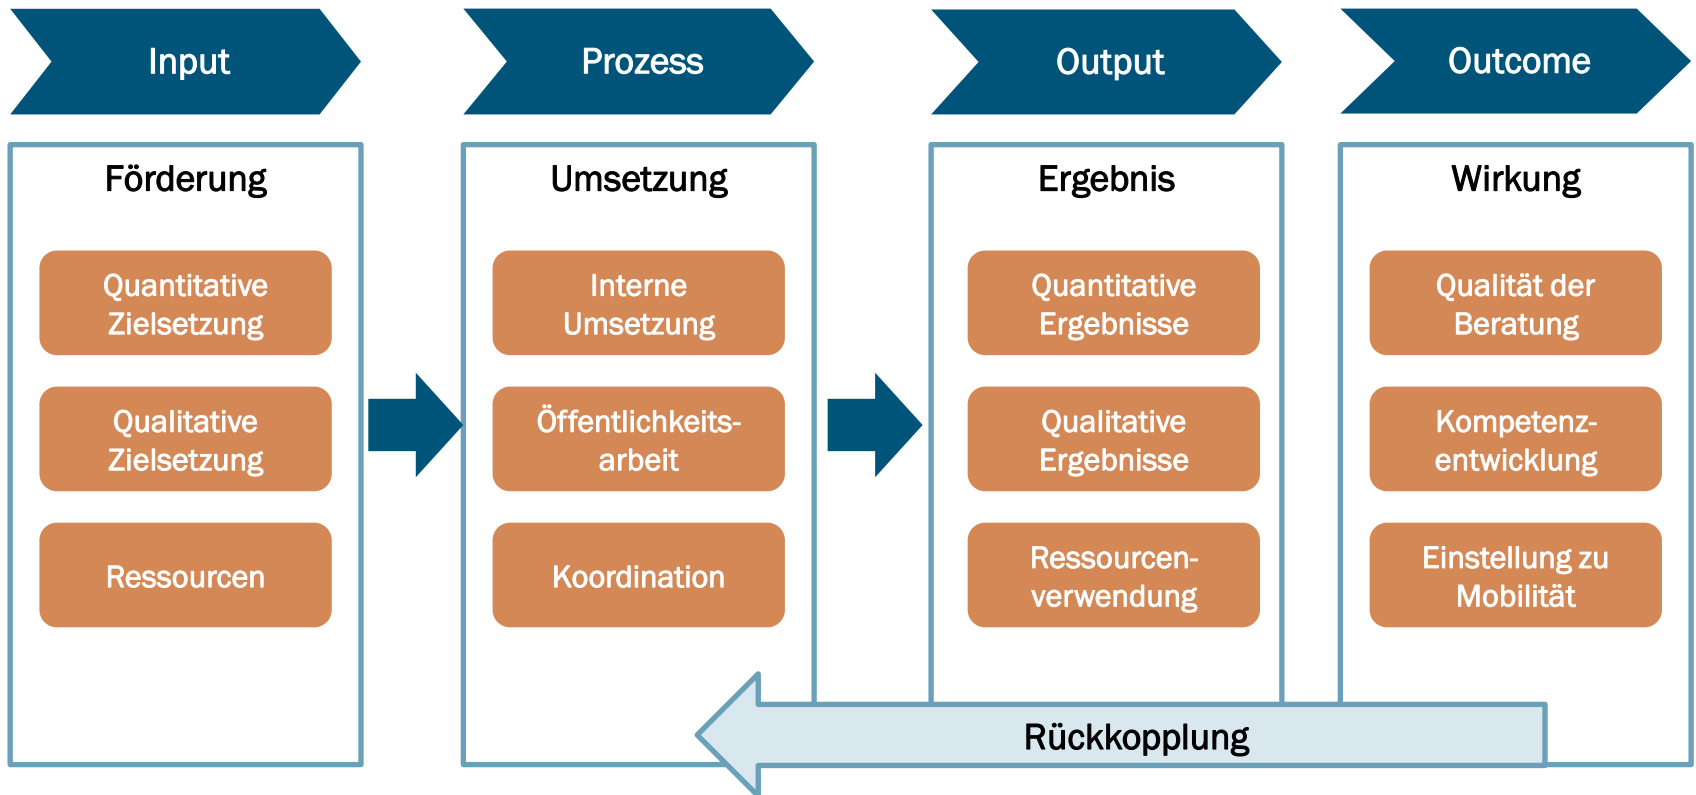 Input
Prozess
Output
Outcome
Förderung
Quantitative
Zielsetzung
Qualitative
Zielsetzung
Ressourcen
Umsetzung
Interne
Umsetzung
Öffentlichkeits-
arbeit
Koordination
Ergebnis
Quantitative
Ergebnisse
Qualitative
Ergebnisse
Ressourcen-
verwendung
Wirkung
Qualität der
Beratung
Kompetenz-
entwicklung
Einstellung zu
Mobilität
Rückkopplung